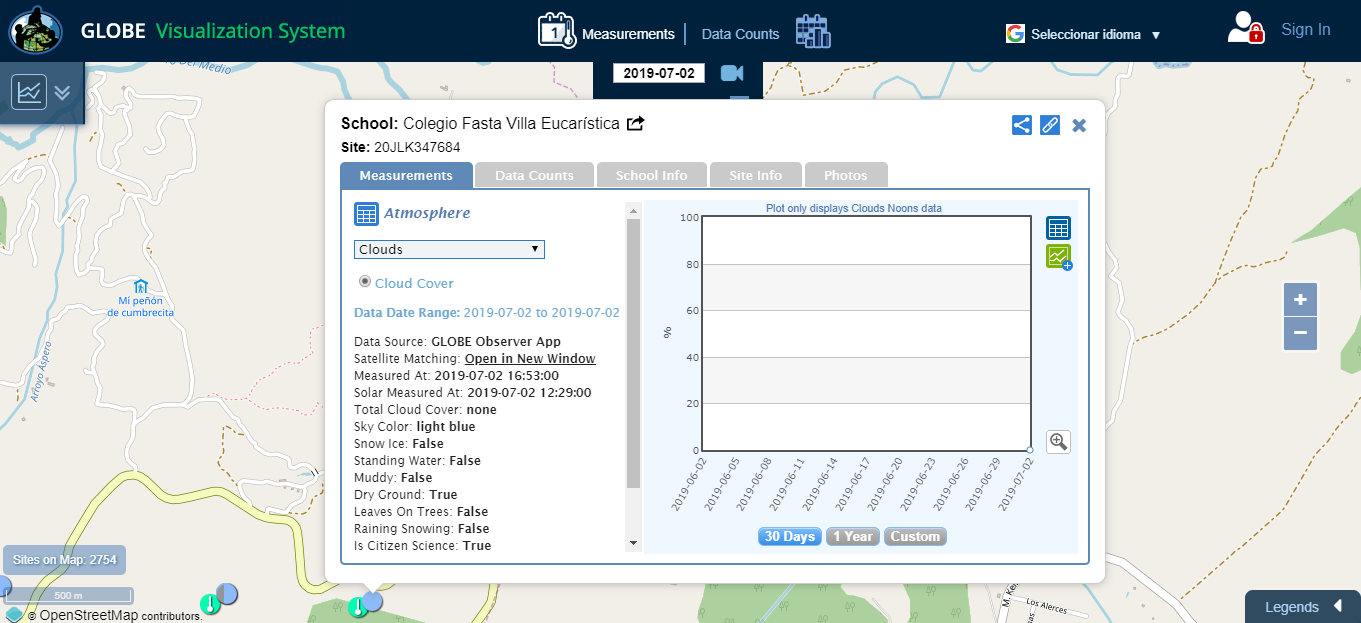 GLOBE Visualization System
1 Measurements
Data Counts
G Seleccionar idioma ▼
Sign In
2019-07-02
Del Medio
School: Colegio Fasta Villa Eucarística
Site: 20JLK347684
Measurements
Data Counts
School Info
Site Info
Photos
Atmosphere
Clouds
Cloud Cover
Data Date Range: 2019-07-02 to 2019-07-02
Data Source: GLOBE Observer App
Satellite Matching: Open in New Window
Measured At: 2019-07-02 16:53:00
Solar Measured At: 2019-07-02 12:29:00
Total Cloud Cover: none
Sky Color: light blue
Snow Ice: False
Standing Water: False
Muddy: False
Dry Ground: True
Leaves On Trees: False
Raining Snowing: False
Is Citizen Science: True
Plot only displays Clouds Noons data
100
80
60
40
20
0
%
2019-06-02
2019-06-05
2019-06-08
2019-06-11
2019-06-14
2019-06-17
2019-06-20
2019-06-23
2019-06-26
2019-06-29
2019-07-02
30 Days
1 Year
Custom
Mi peñón
de cumbrecita
Arroyo Áspero
+
−
Sites on Map: 2754
500 m
© OpenStreetMap contributors.
M. Ke
Los Alerces
Legends